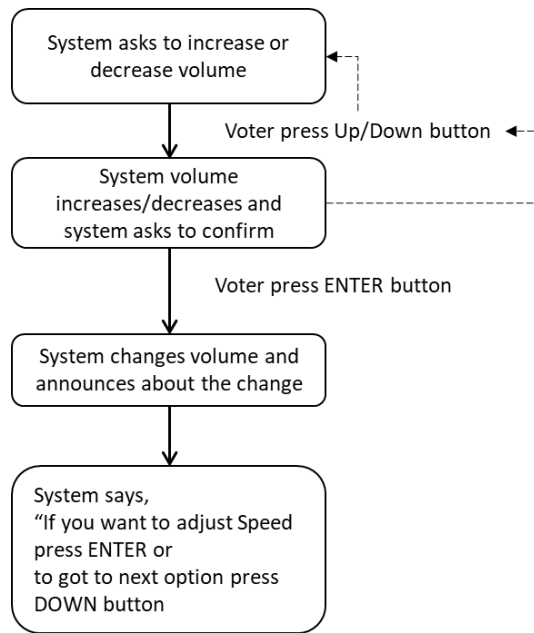 System asks to increase or
decrease volume
Voter press Up/Down button
System volume
increases/decreases and
system asks to confirm
Voter press ENTER button
System changes volume and
announces about the change
System says,
“If you want to adjust Speed
press ENTER or
to got to next option press
DOWN button